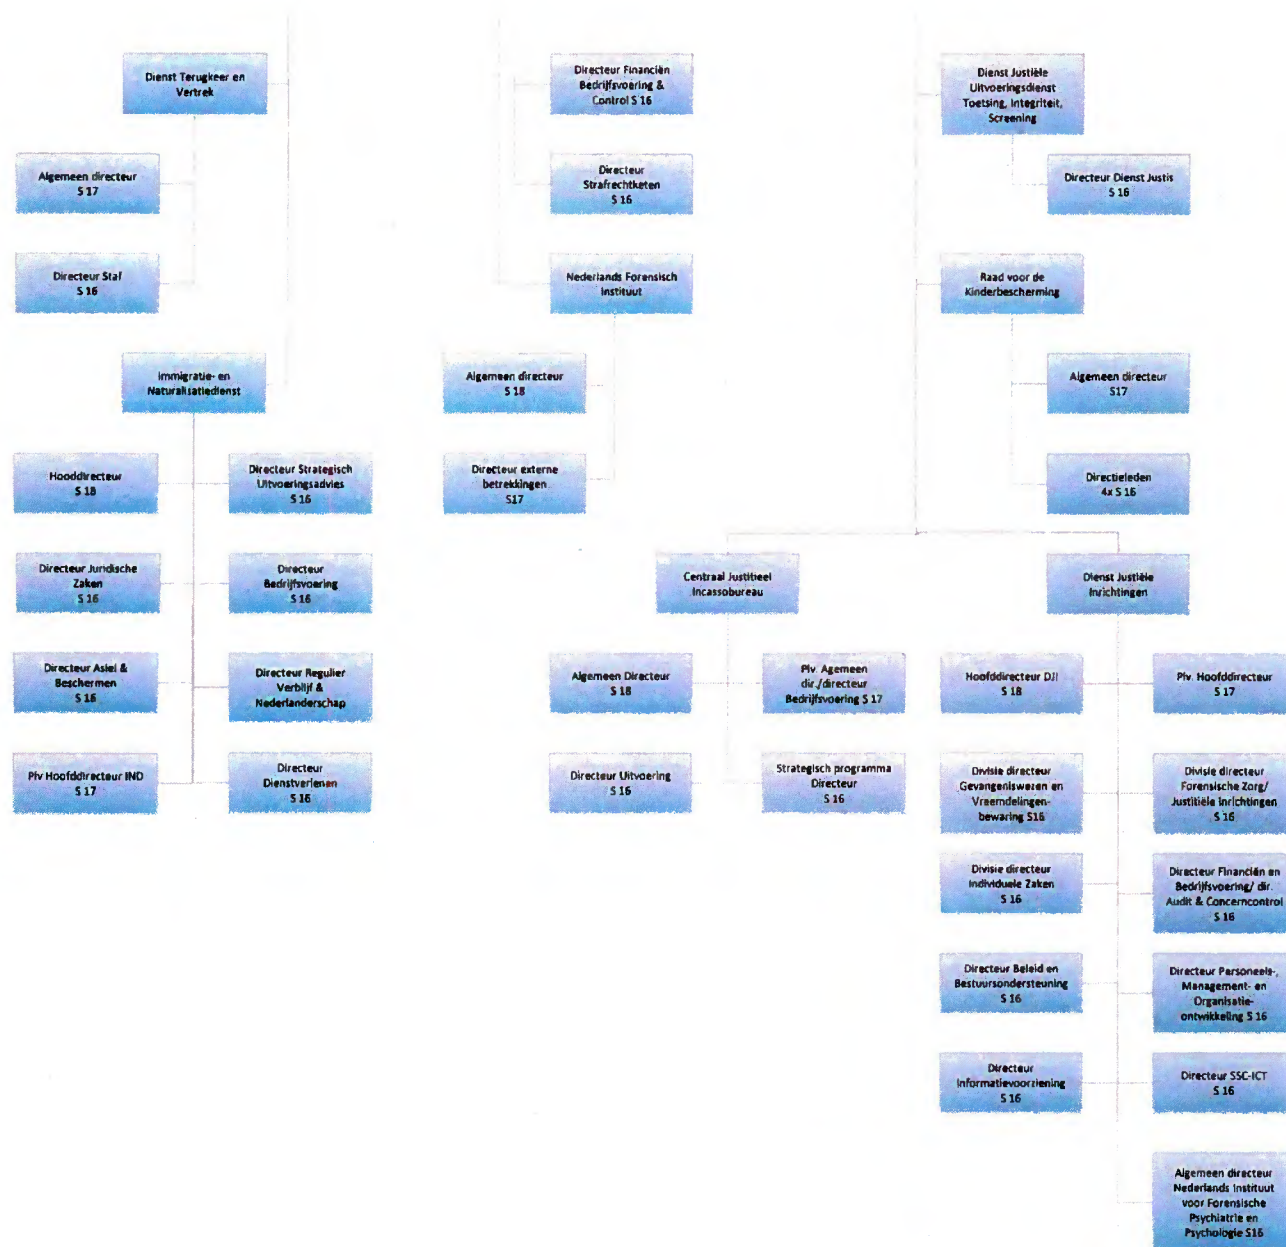 Dienst Terugkeer en
Vertrek
Algemeen directeur
S 17
Directeur Staf
S 16
Immigratie- en
Naturalisatiedienst
Hooddirecteur
S 18
Directeur Strategisch
Uitvoeringsadvies
S 16
Directeur Juridische
Zaken
S 16
Directeur
Bedrijfsvoering
S 16
Directeur Asiel &
Beschermen
S 16
Directeur Regulier
Verblijf &
Nederlanderschap
Plv Hoofddirecteur IND
S 17
Directeur
Dienstverlenen
S 16
Directeur Financiën
Bedrijfsvoering &
Control S 16
Directeur
Strafrechtketen
S 16
Nederlands Forensisch
Instituut
Algemeen directeur
S 18
Directeur externe
betrekkingen
S17
Dienst Justiële
Uitvoeringsdienst
Toetsing, Integriteit,
Screening
Directeur Dienst Justis
S 16
Raad voor de
Kinderbescherming
Algemeen directeur
S17
Directieleden
4x S 16
Centraal Justitieel
Incassobureau
Algemeen Directeur
S 18
Plv. Agemeen
dir./directeur
Bedrijfsvoering S 17
Directeur Uitvoering
S 16
Strategisch programma
Directeur
S 16
Dienst Justiële
Inrichtingen
Hoofddirecteur DJI
S 18
Plv. Hoofddirecteur
S 17
Divisie directeur
Gevangeniswezen en
Vreemdelingen-
bewaring S16
Divisie directeur
Forensische Zorg/
Justitiële Inrichtingen
S 16
Divisie directeur
Individuele Zaken
S 16
Directeur Financiën en
Bedrijfsvoering/ dir.
Audit & Concerncontrol
S 16
Directeur Beleid en
Bestuursondersteuning
S 16
Directeur Personeels-,
Management- en
Organisatie-
ontwikkeling S 16
Directeur
Informatievoorziening
S 16
Directeur SSC-ICT
S 16
Algemeen directeur
Nederlands Instituut
voor Forensische
Psychiatrie en
Psychologie S16